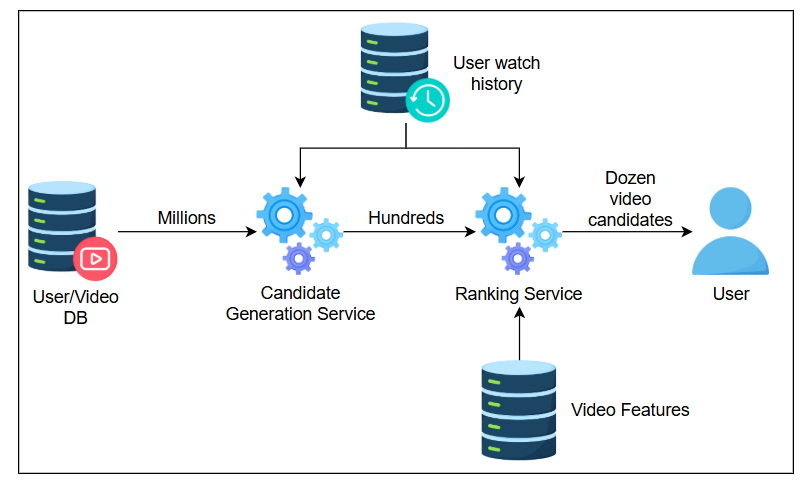 User watch
history
Millions
Hundreds
Dozen
video
candidates
User/Video
DB
Candidate
Generation Service
Ranking Service
User
Video Features